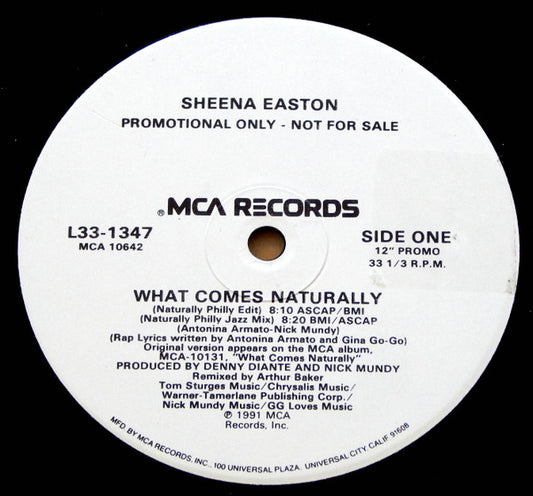 SHEENA EASTON
PROMOTIONAL ONLY - NOT FOR SALE
® MCA RECORDS
L33-1347
MCA 10642
SIDE ONE
12" PROMO
33 1/3 R.P.M.
WHAT COMES NATURALLY
(Naturally Philly Edit) 8:10 ASCAP/BMI
(Naturally Philly Jazz Mix) 8:20 BMI/ASCAP
(Antonina Armato-Nick Mundy)
(Rap Lyrics written by Antonina Armato and Gina Go-Go)
Original version appears on the MCA album,
MCA-10131, "What Comes Naturally"
PRODUCED BY DENNY DIANTE AND NICK MUNDY
Remixed by Arthur Baker
Tom Sturges Music/Chrysalis Music/
Warner-Tamerlane Publishing Corp./
Nick Mundy Music/GG Loves Music
℗ 1991 MCA
Records, Inc.
MFD BY MCA RECORDS, INC., 100 UNIVERSAL PLAZA, UNIVERSAL CITY, CALIF 91608